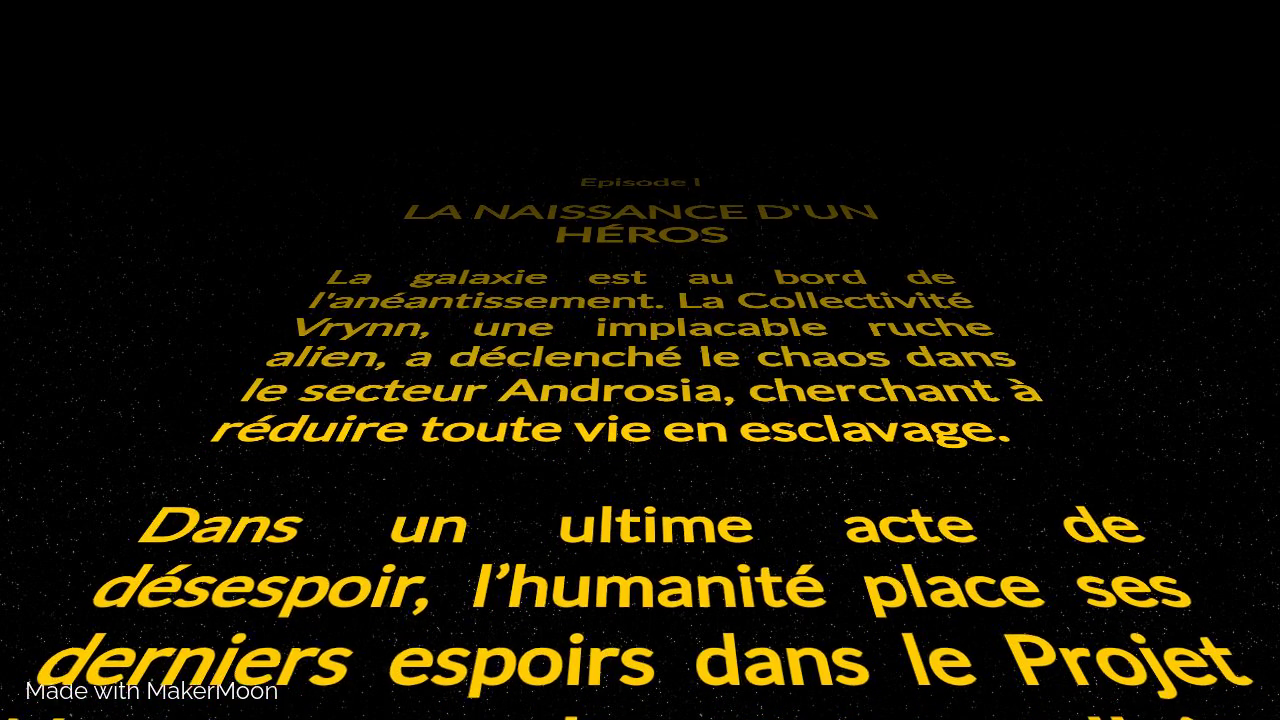 Episode I
LA NAISSANCE D'UN
HÉROS
La galaxie est au bord de
l'anéantissement. La Collectivité
Vrynn, une implacable ruche
alien, a déclenché le chaos dans
le secteur Androsia, cherchant à
réduire toute vie en esclavage.
Dans un ultime acte de
désespoir, l’humanité place ses
derniers espoirs dans le Projet
Made with MakerMoon